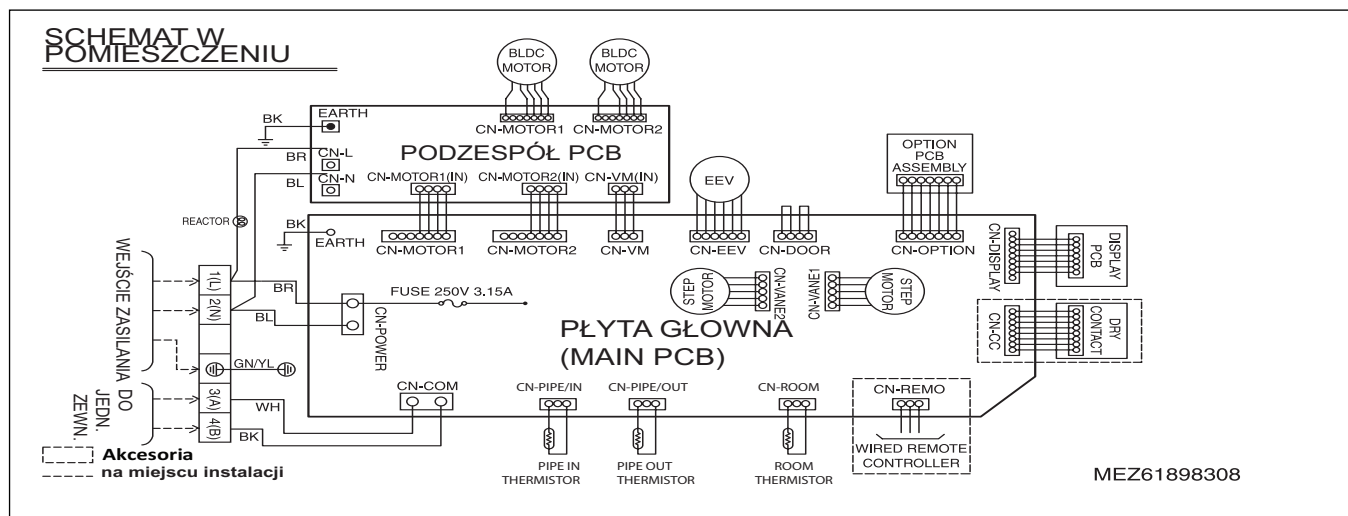 SCHEMAT W
POMIESZCZENIU
BLDC
MOTOR
BLDC
MOTOR
EARTH
BK
CN-MOTOR1
CN-MOTOR2
PODZESPÓŁ PCB
CN-L
BR
CN-N
BL
CN-MOTOR1(IN)
CN-MOTOR2(IN)
CN-VM(IN)
EEV
OPTION
PCB
ASSEMBLY
REACTOR
BK
EARTH
CN-MOTOR1
CN-MOTOR2
CN-VM
CN-EEV
CN-DOOR
CN-OPTION
CN-DISPLAY
DISPLAY
PCB
WEJŚCIE ZASILANIA
1(L)
2(N)
BR
BL
FUSE 250V 3.15A
CN-POWER
STEP
MOTOR
CN-VANE2
CN-VANE1
STEP
MOTOR
CN-CC
DRY
CONTACT
PŁYTA GŁOWNA
(MAIN PCB)
GN/YL
DO
JEDN.
ZEWN.
3(A)
4(B)
WH
BK
CN-COM
CN-PIPE/IN
CN-PIPE/OUT
CN-ROOM
CN-REMO
PIPE IN
THERMISTOR
PIPE OUT
THERMISTOR
ROOM
THERMISTOR
WIRED REMOTE
CONTROLLER
Akcesoria
na miejscu instalacji
MEZ61898308